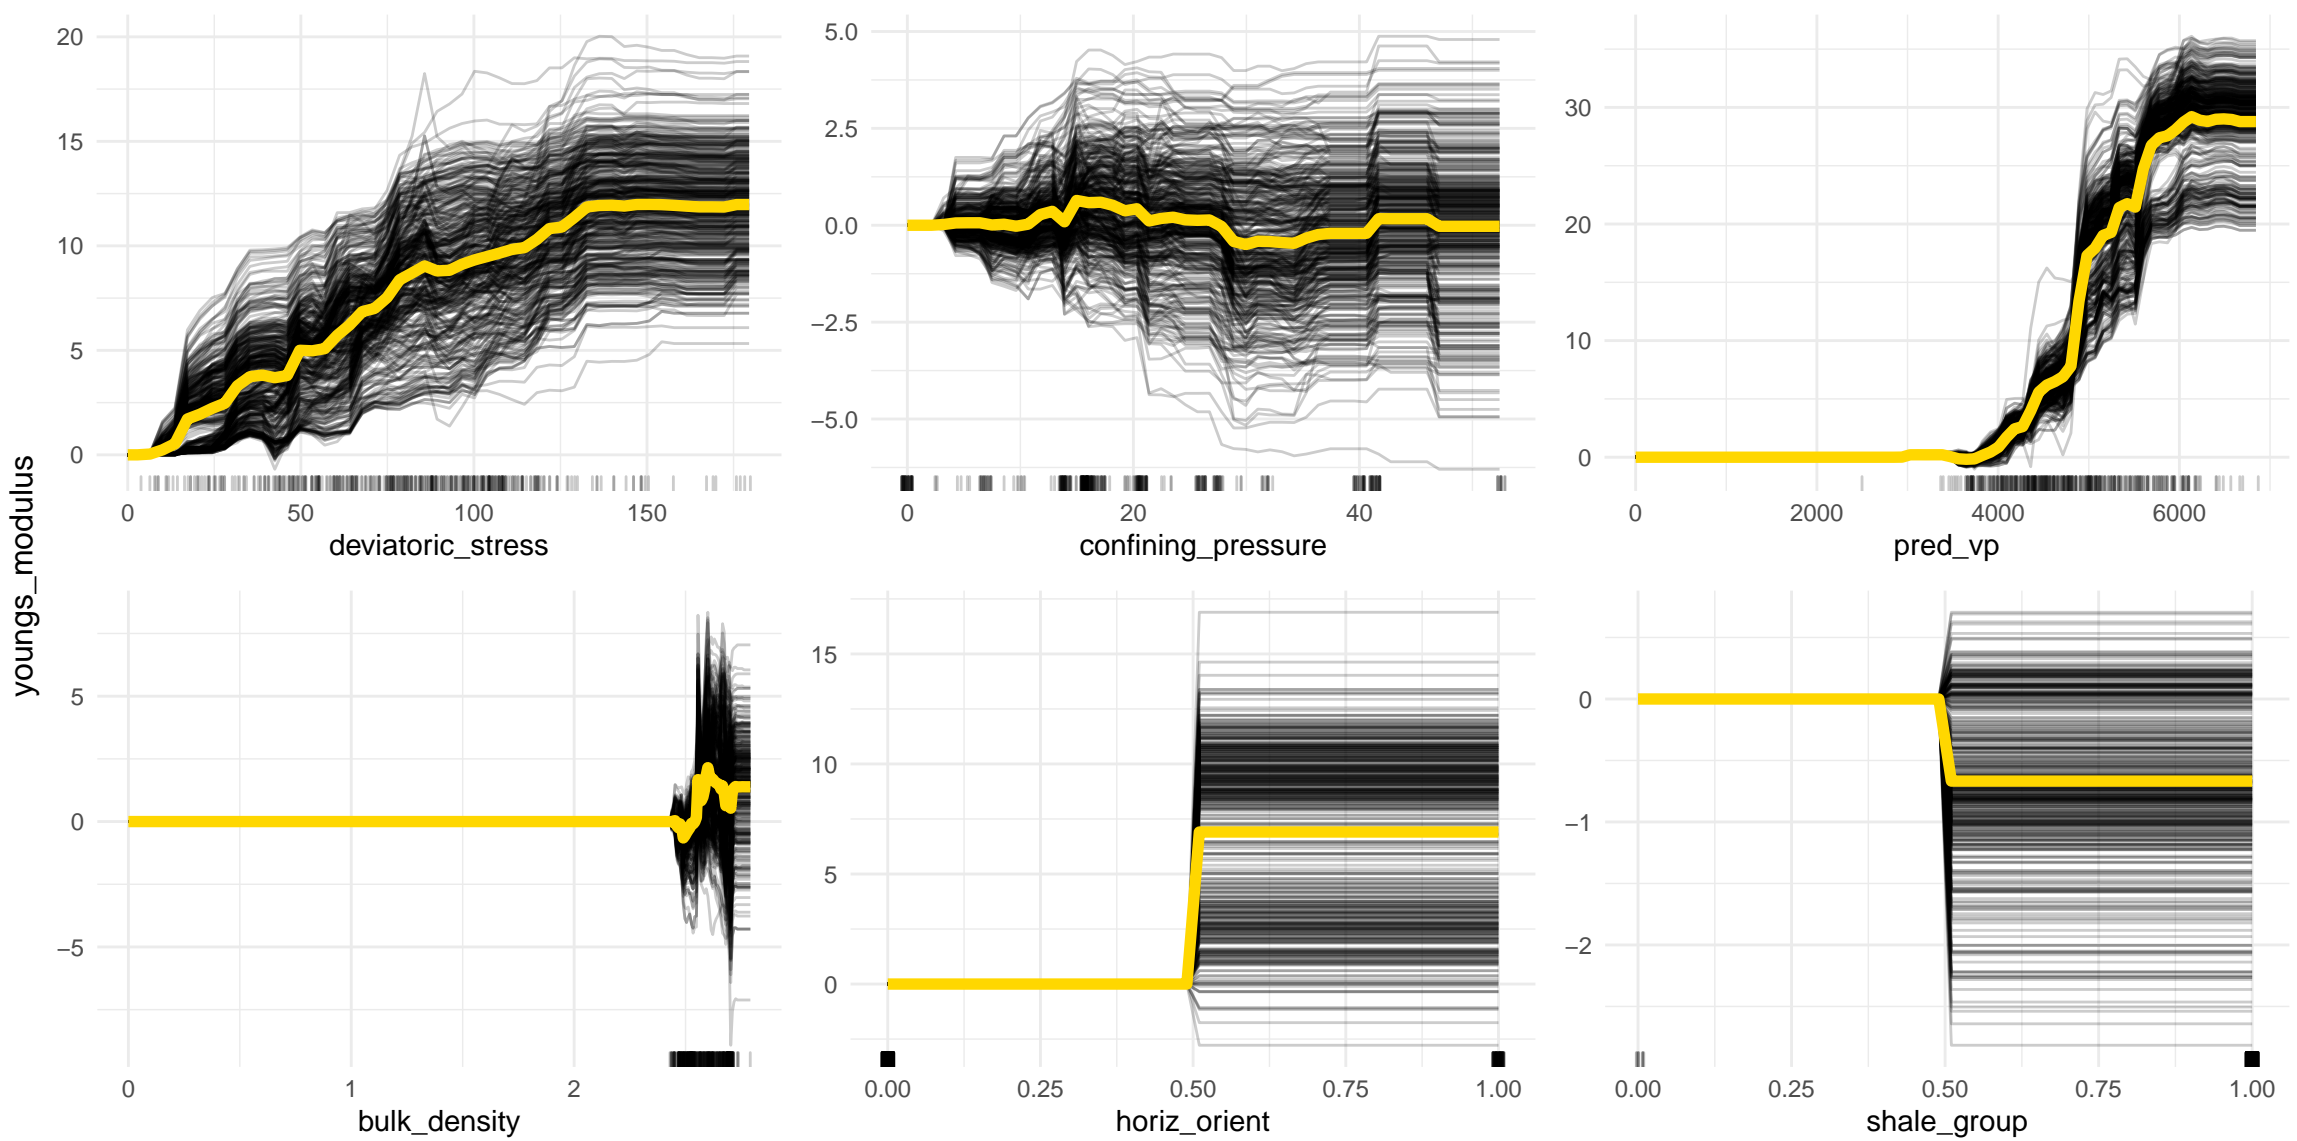 youngs_modulus
20
15
10
5
0
0 50 100 150
deviatoric_stress
5.0
2.5
0.0
−2.5
−5.0
0 20 40
confining_pressure
30
20
10
0
0 2000 4000 6000
pred_vp
5
0
−5
0 1 2
bulk_density
15
10
5
0
0.00 0.25 0.50 0.75 1.00
horiz_orient
0
−1
−2
0.00 0.25 0.50 0.75 1.00
shale_group